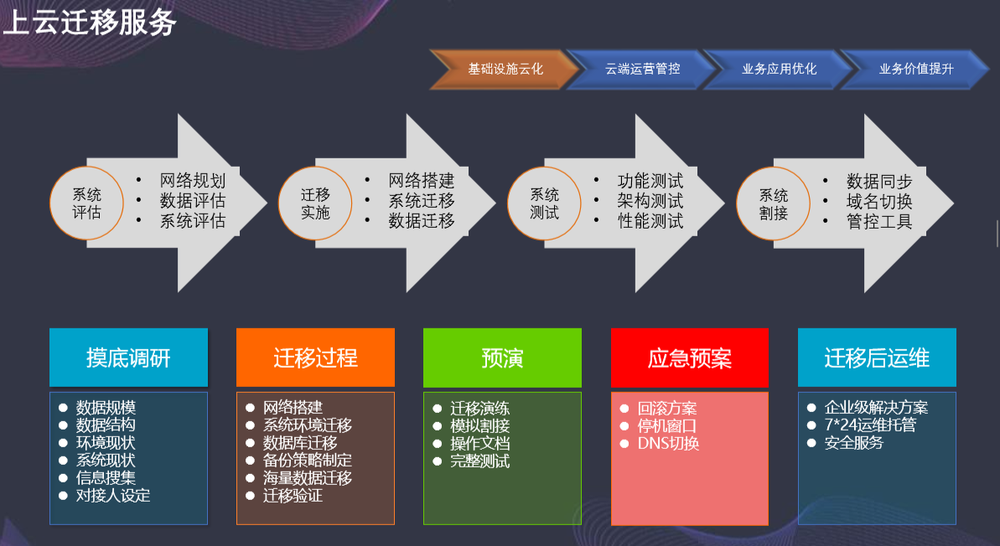 上云迁移服务
基础设施云化
云端运营管控
业务应用优化
业务价值提升
系统
评估
• 网络规划
• 数据评估
• 系统评估
迁移
实施
• 网络搭建
• 系统迁移
• 数据迁移
系统
测试
• 功能测试
• 架构测试
• 性能测试
系统
割接
• 数据同步
• 域名切换
• 管控工具
摸底调研
● 数据规模
● 数据结构
● 环境现状
● 系统现状
● 信息搜集
● 对接人设定
迁移过程
● 网络搭建
● 系统环境迁移
● 数据库迁移
● 备份策略制定
● 海量数据迁移
● 迁移验证
预演
● 迁移演练
● 模拟割接
● 操作文档
● 完整测试
应急预案
● 回滚方案
● 停机窗口
● DNS切换
迁移后运维
● 企业级解决方案
● 7*24运维托管
● 安全服务